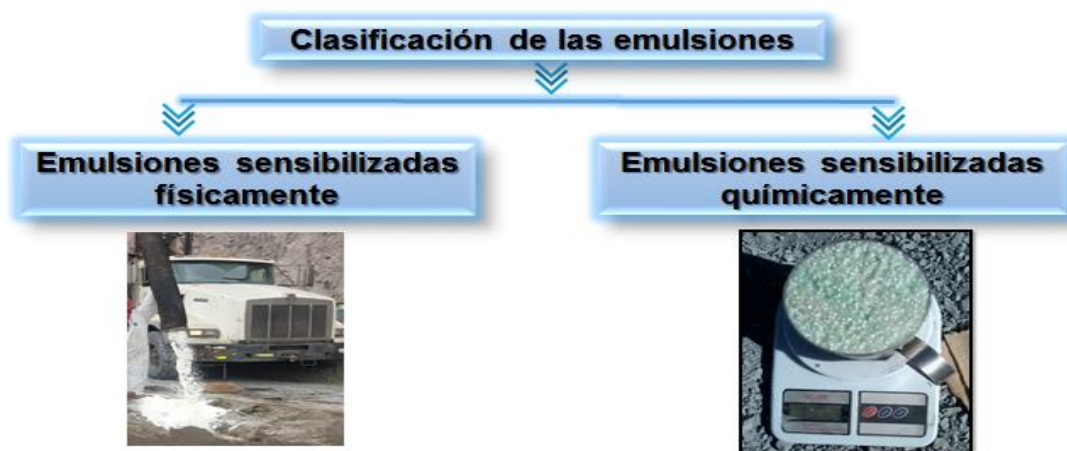 Clasificación de las emulsiones
Emulsiones sensibilizadas
físicamente
Emulsiones sensibilizadas
químicamente